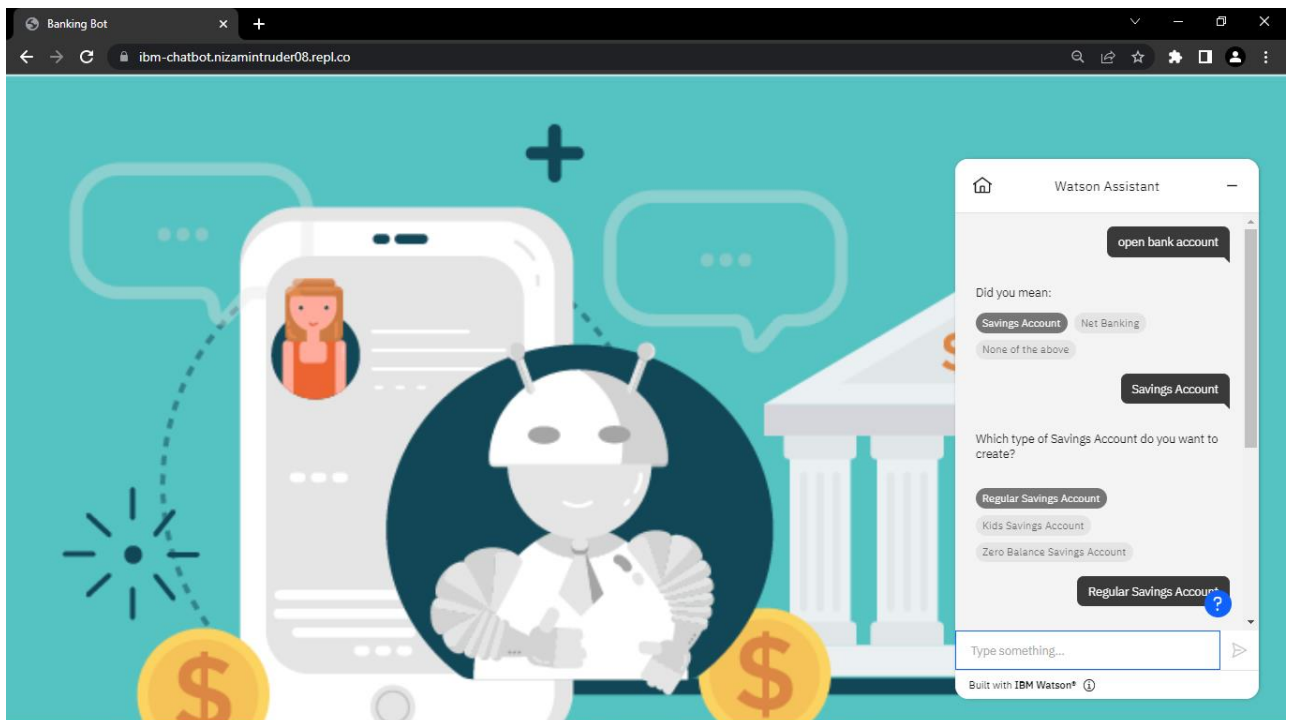 Banking Bot
ibm-chatbot.nizamintruder08.repl.co
Watson Assistant
open bank account
Did you mean:
Savings Account Net Banking
None of the above
Savings Account
Which type of Savings Account do you want to
create?
Regular Savings Account
Kids Savings Account
Zero Balance Savings Account
Regular Savings Account
?
Type something...
Built with IBM Watson®
$
$